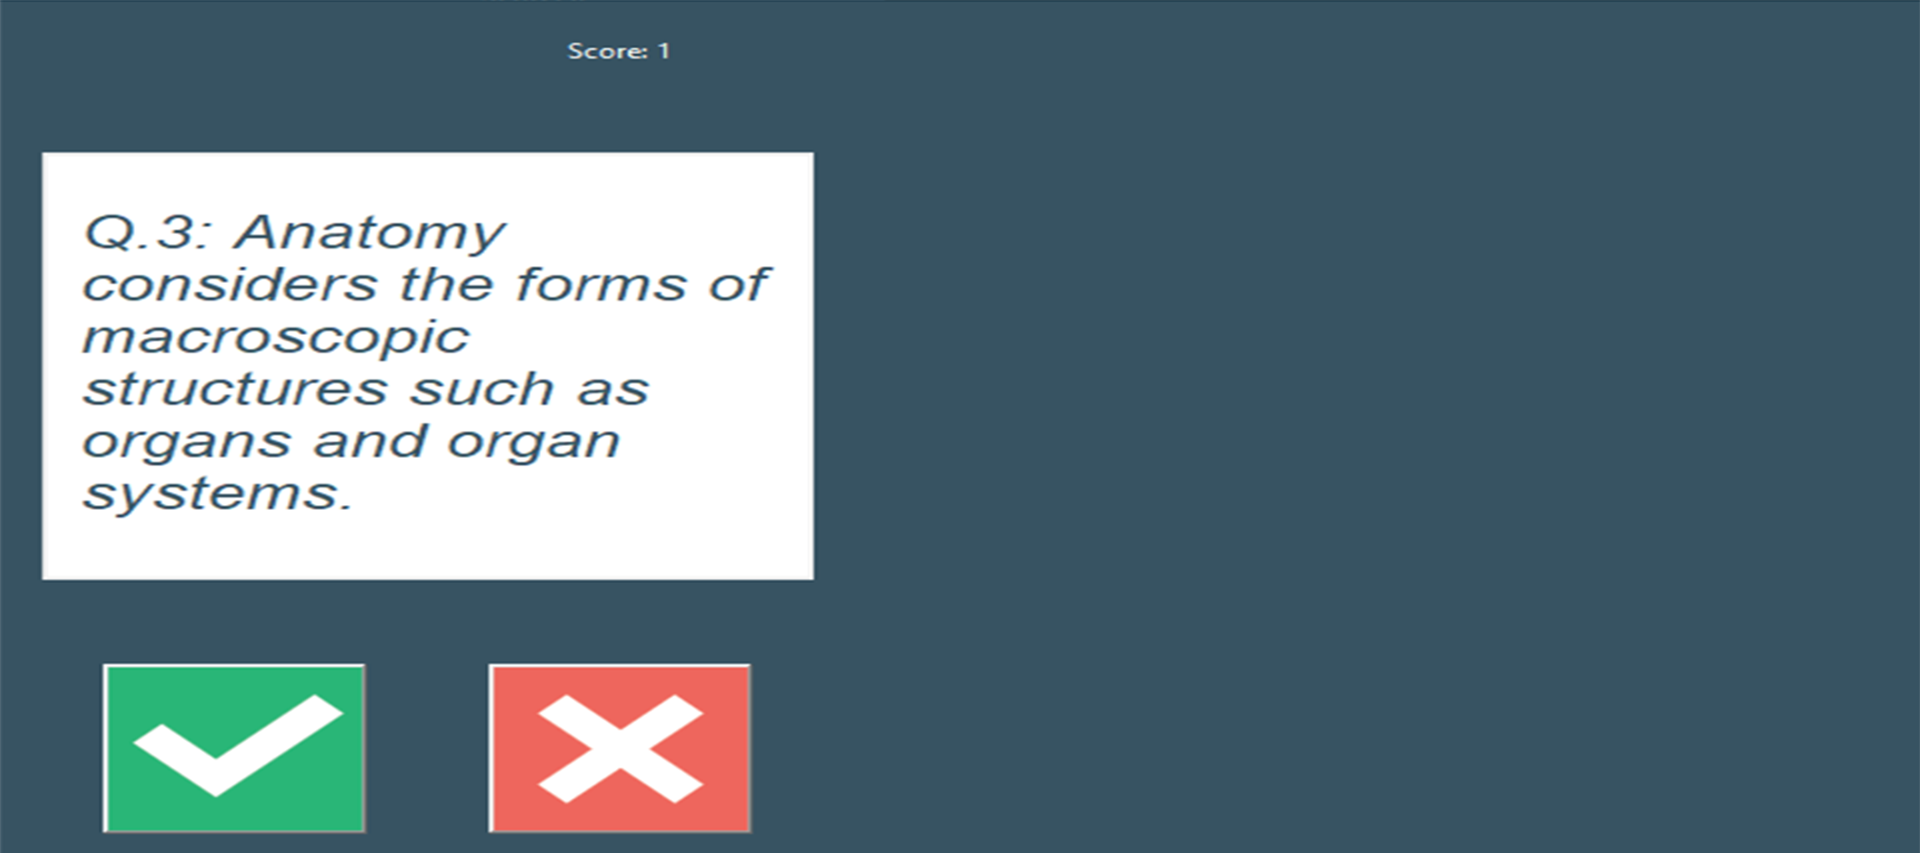 Score: 1
Q.3: Anatomy
considers the forms of
macroscopic
structures such as
organs and organ
systems.